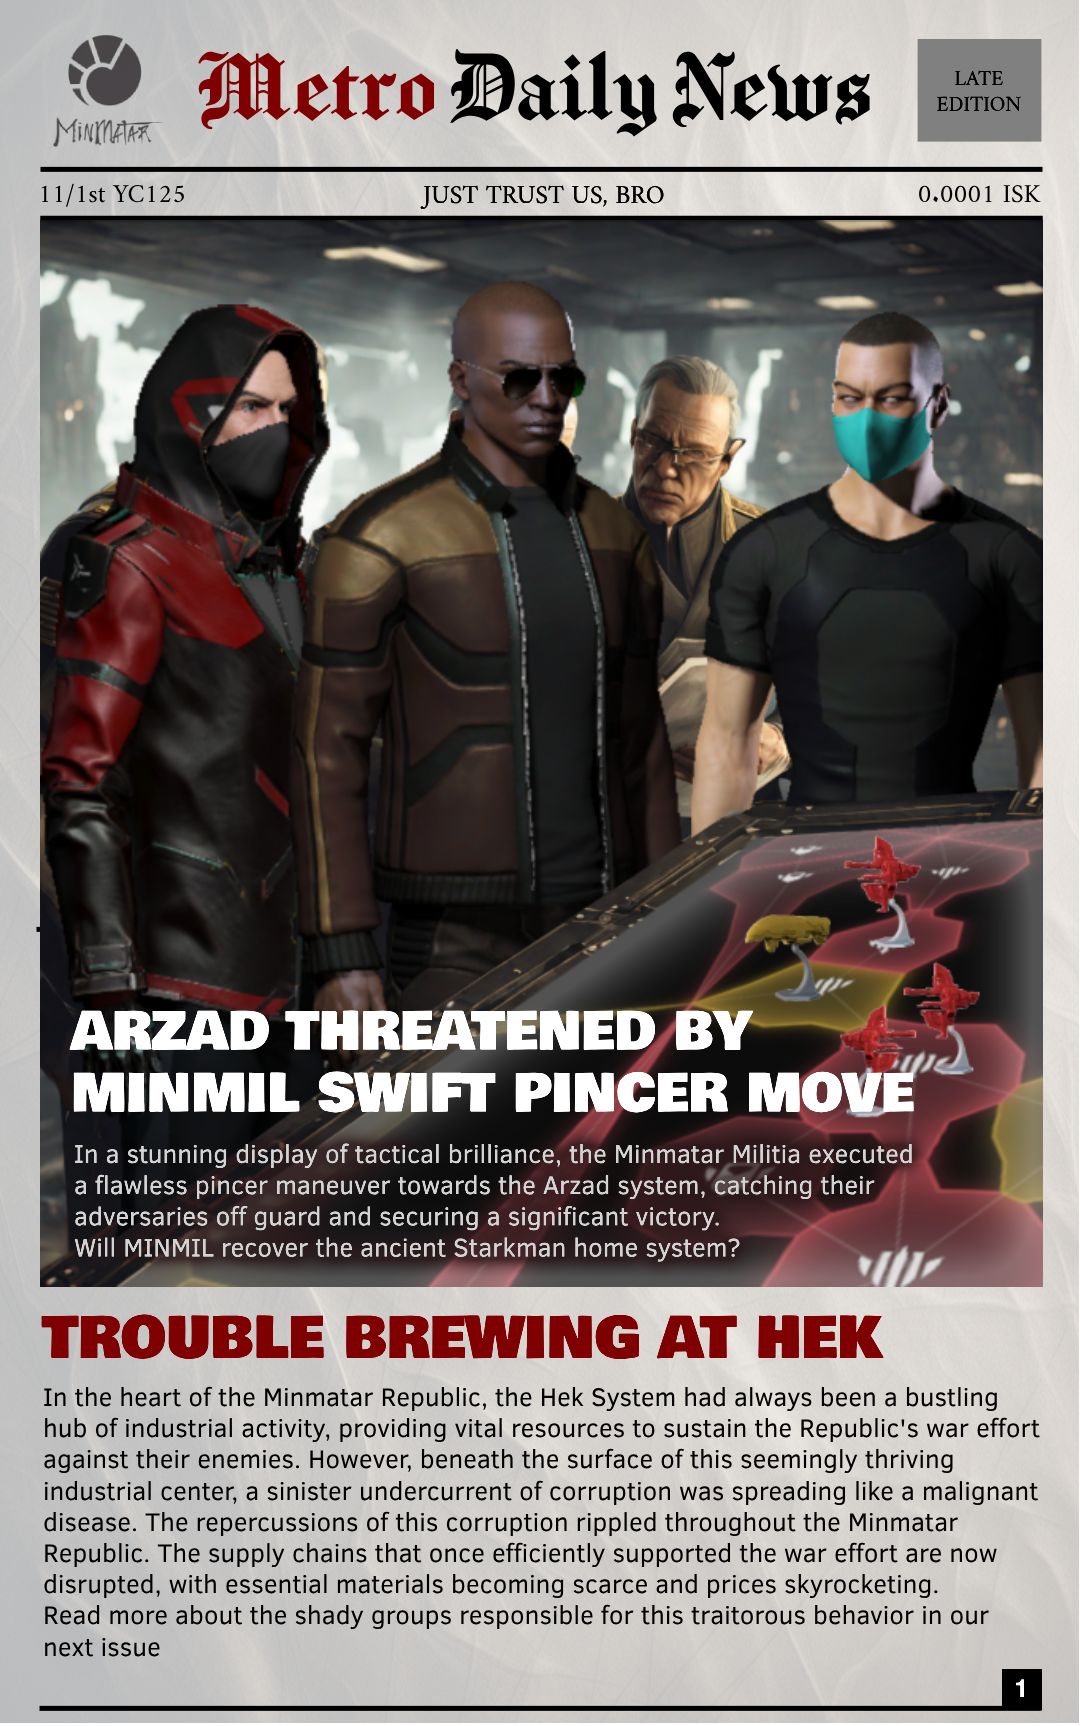 MINMATAR
Metro Daily News
LATE
EDITION
11/1st YC125
JUST TRUST US, BRO
0.0001 ISK
ARZAD THREATENED BY
MINMIL SWIFT PINCER MOVE
In a stunning display of tactical brilliance, the Minmatar Militia executed
a flawless pincer maneuver towards the Arzad system, catching their
adversaries off guard and securing a significant victory.
Will MINMIL recover the ancient Starkman home system?
TROUBLE BREWING AT HEK
In the heart of the Minmatar Republic, the Hek System had always been a bustling
hub of industrial activity, providing vital resources to sustain the Republic's war effort
against their enemies. However, beneath the surface of this seemingly thriving
industrial center, a sinister undercurrent of corruption was spreading like a malignant
disease. The repercussions of this corruption rippled throughout the Minmatar
Republic. The supply chains that once efficiently supported the war effort are now
disrupted, with essential materials becoming scarce and prices skyrocketing.
Read more about the shady groups responsible for this traitorous behavior in our
next issue
1